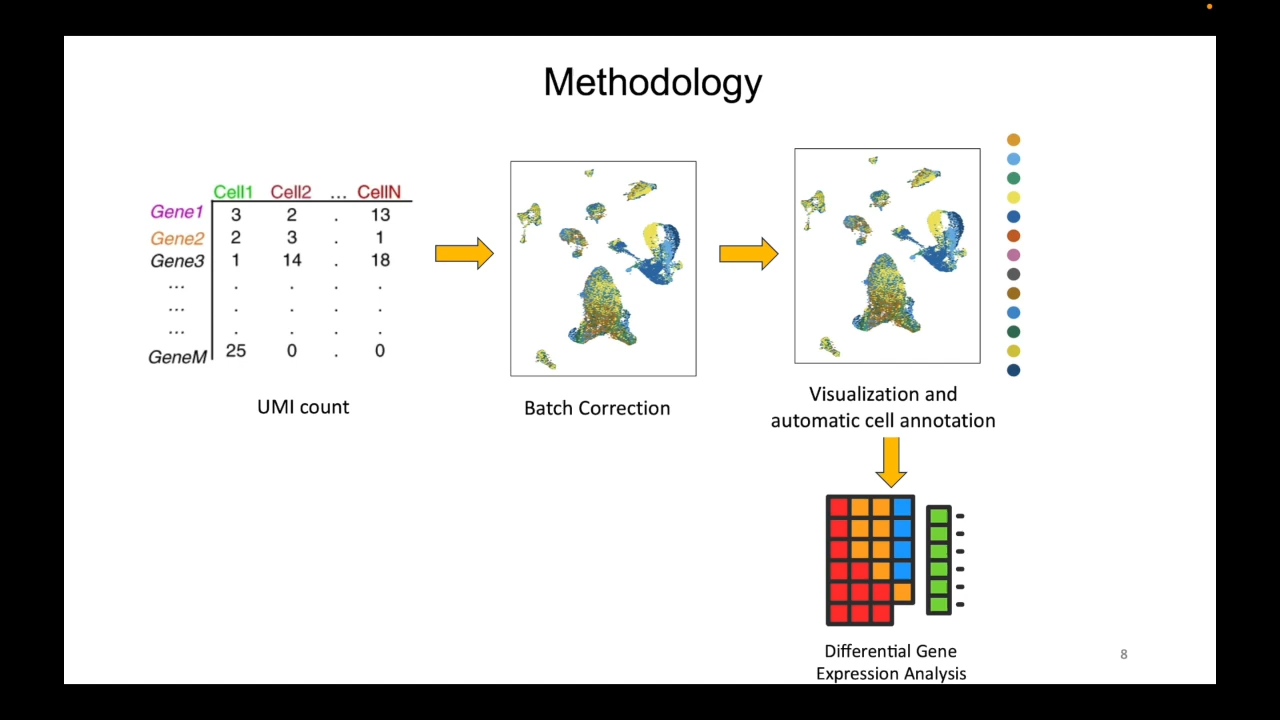 Methodology
Cell1 Cell2 ... CellN
Gene1 3 2 . 13
Gene2 2 3 . 1
Gene3 1 14 . 18
... . . . .
... . . . .
... . . . .
GeneM 25 0 . 0
UMI count
Batch Correction
Visualization and
automatic cell annotation
Differential Gene
Expression Analysis
8